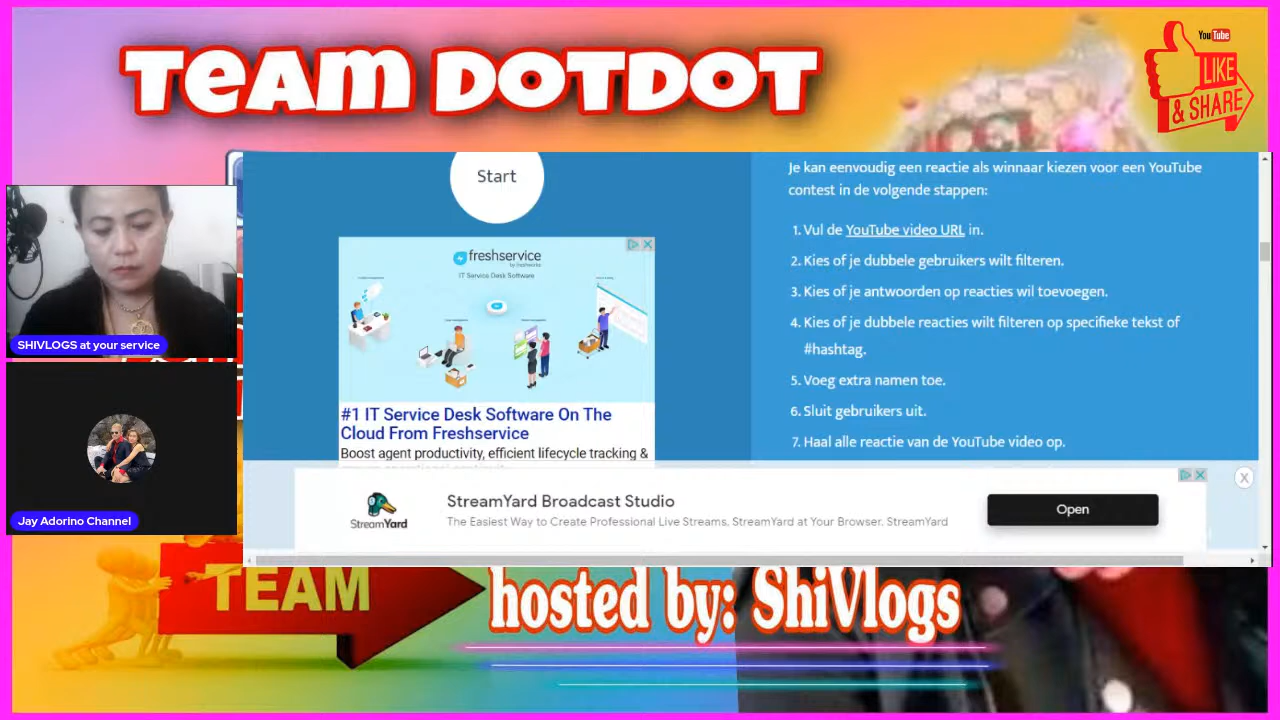 TEAM DOTDOT
You Tube
LIKE
& SHARE
Start
Je kan eenvoudig een reactie als winnaar kiezen voor een YouTube
contest in de volgende stappen:
1. Vul de YouTube video URL in.
2. Kies of je dubbele gebruikers wilt filteren.
3. Kies of je antwoorden op reacties wil toevoegen.
4. Kies of je dubbele reacties wilt filteren op specifieke tekst of
#hashtag.
5. Voeg extra namen toe.
6. Sluit gebruikers uit.
7. Haal alle reactie van de YouTube video op.
freshservice
by freshworks
IT Service Desk Software
#1 IT Service Desk Software On The
Cloud From Freshservice
Boost agent productivity, efficient lifecycle tracking &
SHIVLOGS at your service
Jay Adorino Channel
StreamYard
StreamYard Broadcast Studio
The Easiest Way to Create Professional Live Streams, StreamYard at Your Browser. StreamYard
Open
X
TEAM
hosted by: ShiVlogs